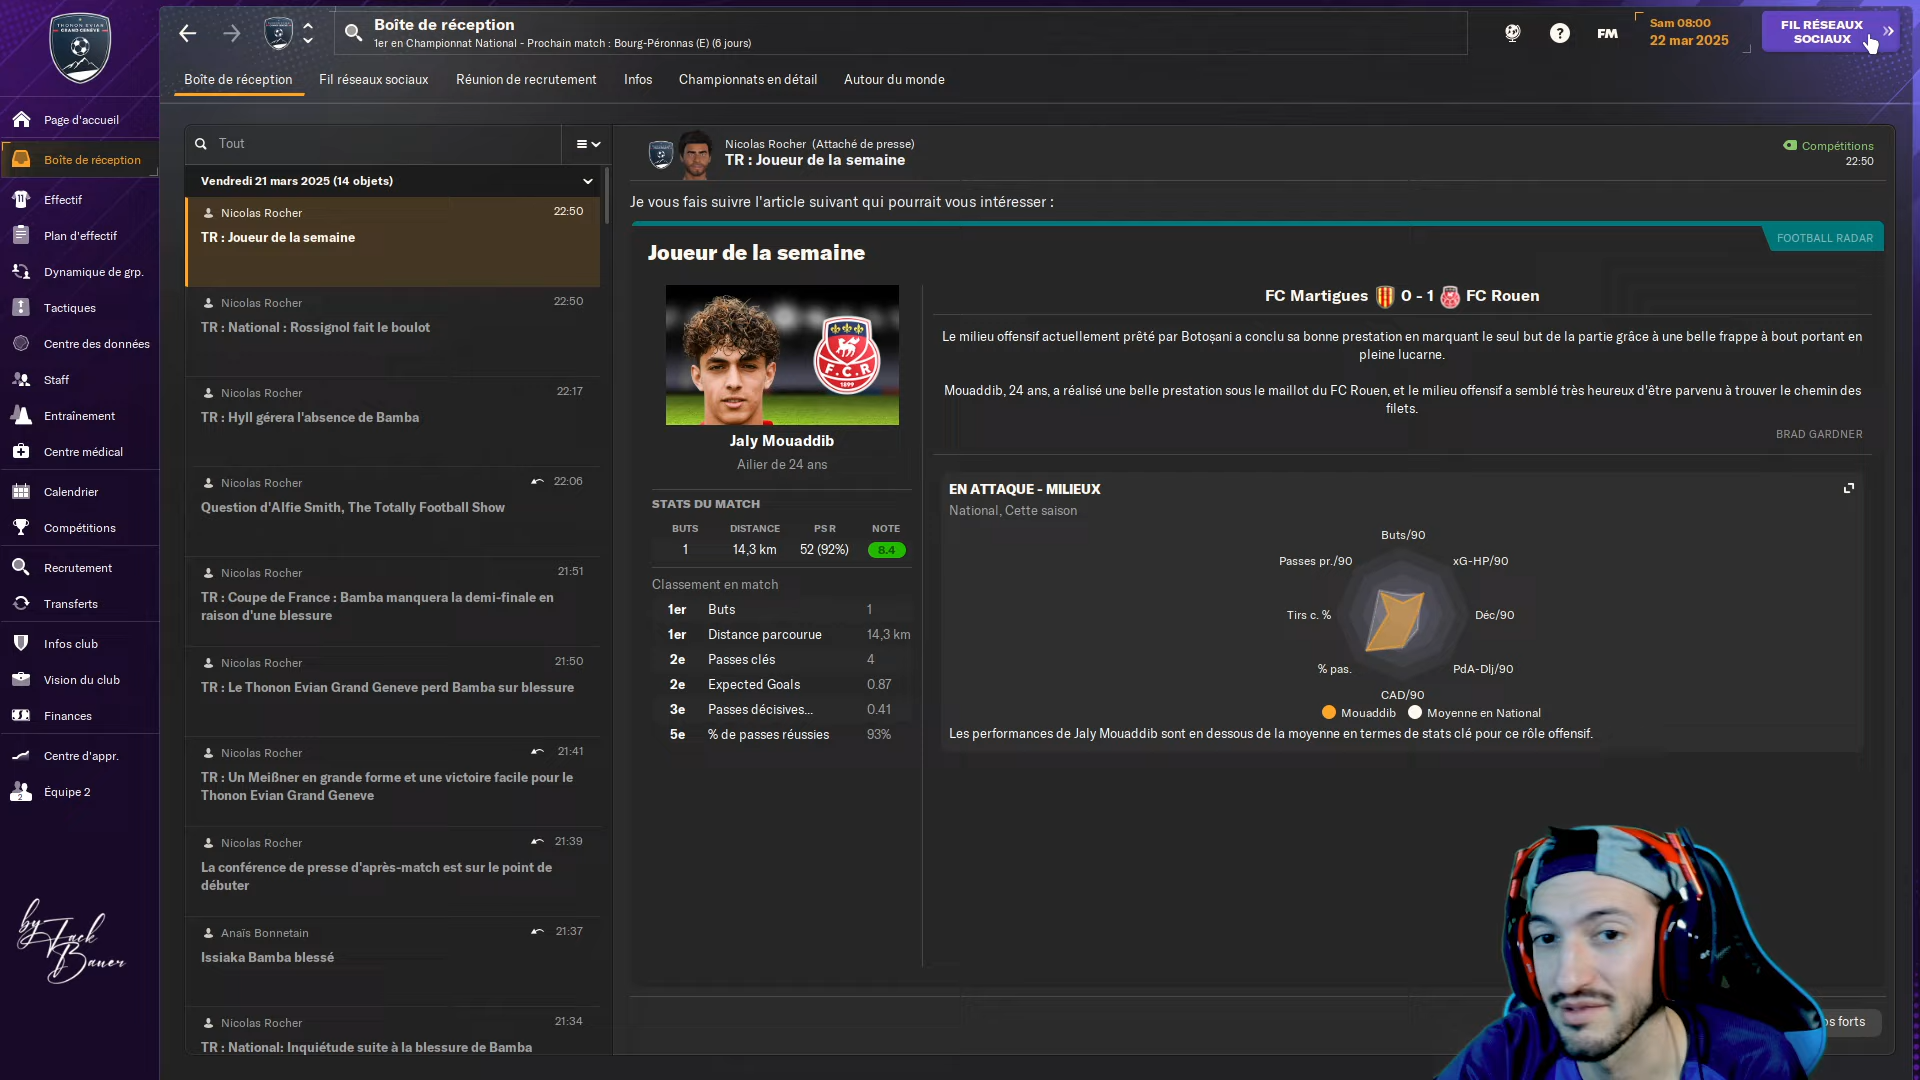 THONON EVIAN
GRAND GENÈVE
Boîte de réception
1er en Championnat National - Prochain match : Bourg-Péronnas (E) (6 jours)
FM
Sam 08:00
22 mar 2025
FIL RÉSEAUX
SOCIAUX
Boîte de réception
Fil réseaux sociaux
Réunion de recrutement
Infos
Championnats en détail
Autour du monde
Page d'accueil
Boîte de réception
Effectif
Plan d'effectif
Dynamique de grp.
Tactiques
Centre des données
Staff
Entraînement
Centre médical
Calendrier
Compétitions
Recrutement
Transferts
Infos club
Vision du club
Finances
Centre d'appr.
2
Équipe 2
by Jack
Bauer
Tout
Vendredi 21 mars 2025 (14 objets)
Nicolas Rocher
22:50
TR : Joueur de la semaine
Nicolas Rocher
22:50
TR : National : Rossignol fait le boulot
Nicolas Rocher
22:17
TR : Hyll gérera l'absence de Bamba
Nicolas Rocher
22:06
Question d'Alfie Smith, The Totally Football Show
Nicolas Rocher
21:51
TR : Coupe de France : Bamba manquera la demi-finale en
raison d'une blessure
Nicolas Rocher
21:50
TR : Le Thonon Evian Grand Geneve perd Bamba sur blessure
Nicolas Rocher
21:41
TR : Un Meißner en grande forme et une victoire facile pour le
Thonon Evian Grand Geneve
Nicolas Rocher
21:39
La conférence de presse d'après-match est sur le point de
débuter
Anaïs Bonnetain
21:37
Issiaka Bamba blessé
Nicolas Rocher
21:34
TR : National: Inquiétude suite à la blessure de Bamba
Nicolas Rocher (Attaché de presse)
TR : Joueur de la semaine
Compétitions
22:50
Je vous fais suivre l'article suivant qui pourrait vous intéresser :
FOOTBALL RADAR
Joueur de la semaine
F.C.R
1899
Jaly Mouaddib
Ailier de 24 ans
STATS DU MATCH
BUTS DISTANCE PS R NOTE
1 14,3 km 52 (92%) 8.4
Classement en match
1er Buts 1
1er Distance parcourue 14,3 km
2e Passes clés 4
2e Expected Goals 0.87
3e Passes décisives... 0.41
5e % de passes réussies 93%
FC Martigues 0 - 1 FC Rouen
Le milieu offensif actuellement prêté par Botoșani a conclu sa bonne prestation en marquant le seul but de la partie grâce à une belle frappe à bout portant en
pleine lucarne.
Mouaddib, 24 ans, a réalisé une belle prestation sous le maillot du FC Rouen, et le milieu offensif a semblé très heureux d'être parvenu à trouver le chemin des
filets.
BRAD GARDNER
EN ATTAQUE - MILIEUX
National, Cette saison
Buts/90
Passes pr./90
xG-HP/90
Tirs c. %
Déc/90
% pas.
PdA-DIj/90
CAD/90
Mouaddib
Moyenne en National
Les performances de Jaly Mouaddib sont en dessous de la moyenne en termes de stats clé pour ce rôle offensif.
forts